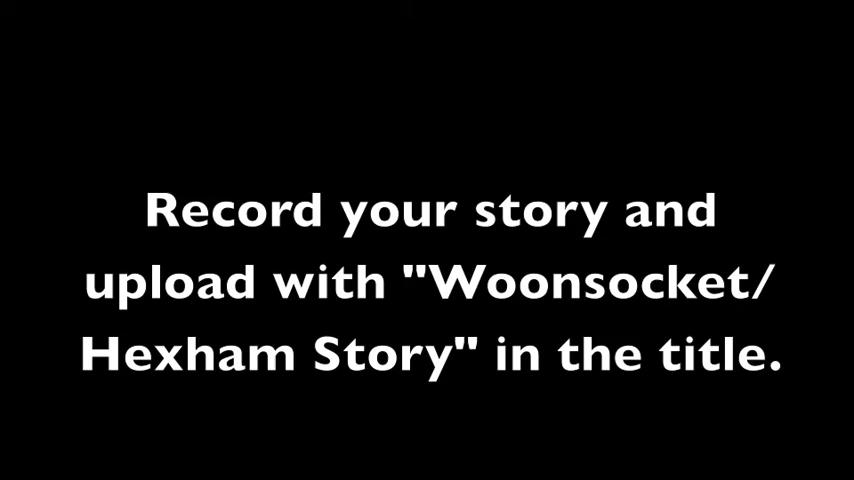 Record your story and
upload with "Woonsocket/
Hexham Story" in the title.